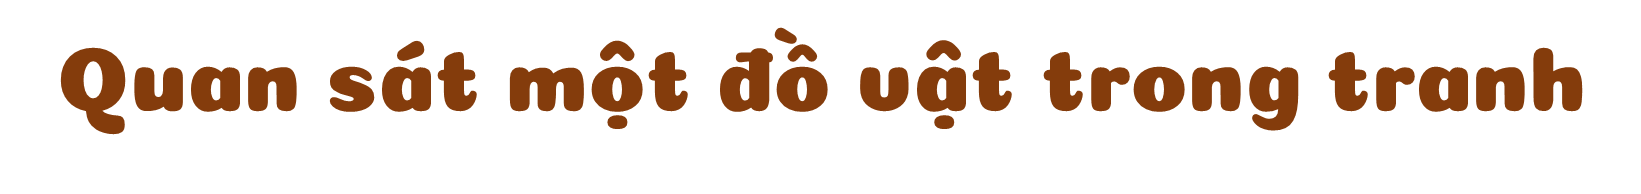 Quan sát một đồ vật trong tranh